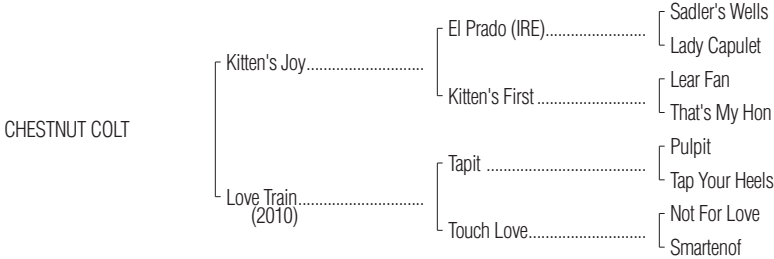 Sadler's Wells
El Prado (IRE)
Lady Capulet
Kitten's Joy
Lear Fan
Kitten's First
That's My Hon
CHESTNUT COLT
Pulpit
Tapit
Tap Your Heels
Love Train
(2010)
Not For Love
Touch Love
Smartenof